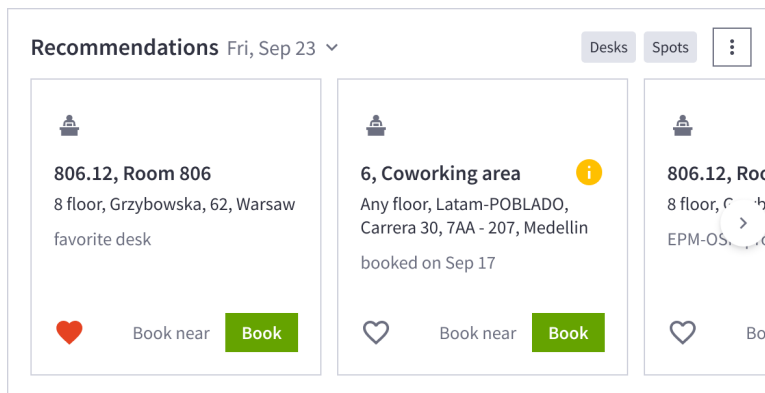 Recommendations Fri, Sep 23
Desks
Spots
806.12, Room 806
8 floor, Grzybowska, 62, Warsaw
favorite desk
Book near
Book
6, Coworking area
Any floor, Latam-POBLADO,
Carrera 30, 7AA - 207, Medellin
booked on Sep 17
Book near
Book
806.12,
8 floor,